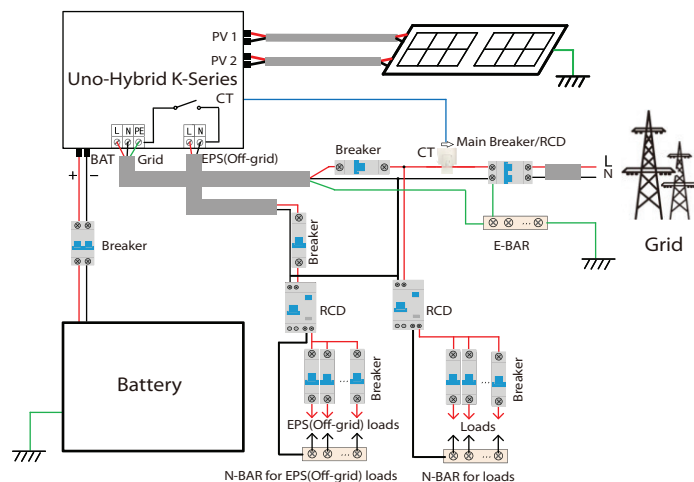 PV 1
PV 2
Uno-Hybrid K-Series
CT
L N PE
L N
BAT
Grid
EPS(Off-grid)
+
−
Breaker
Main Breaker/RCD
CT
L
N
Breaker
Breaker
E-BAR
Grid
RCD
RCD
Battery
...
Breaker
...
Breaker
EPS(Off-grid) loads
Loads
N-BAR for EPS(Off-grid) loads
N-BAR for loads